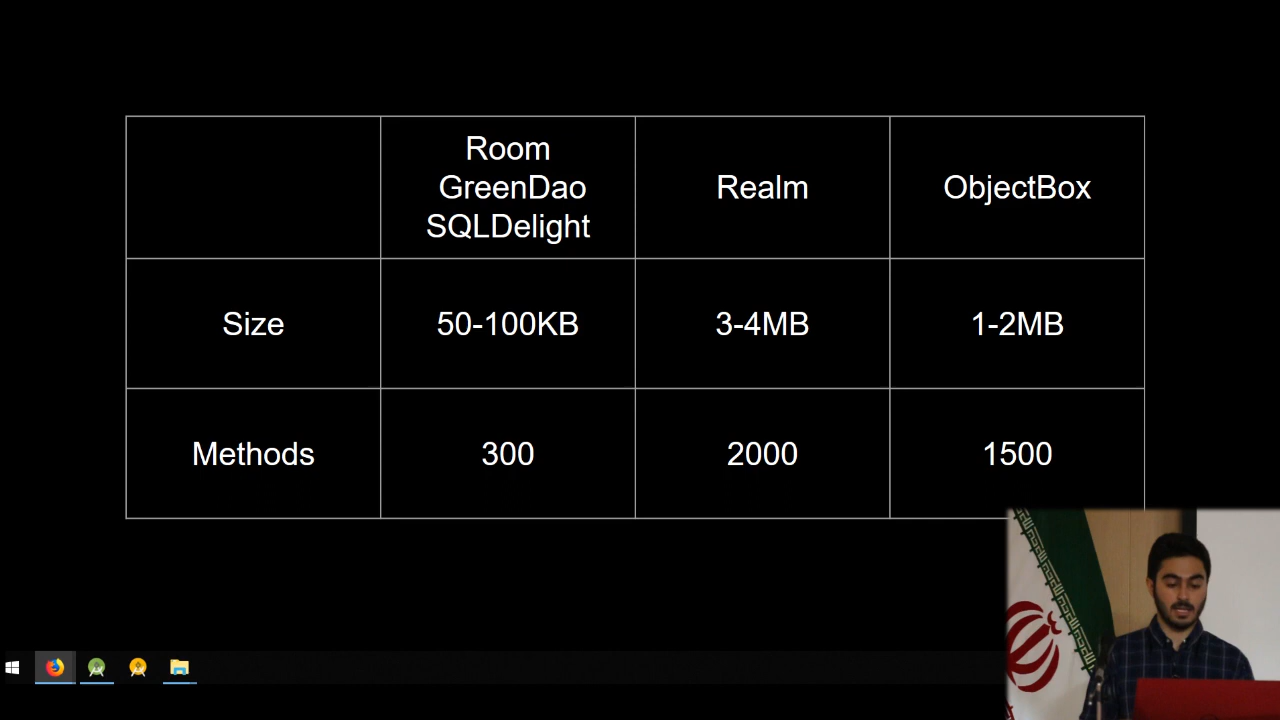 Room
GreenDao
SQLDelight
Realm
ObjectBox
Size
50-100KB
3-4MB
1-2MB
Methods
300
2000
1500